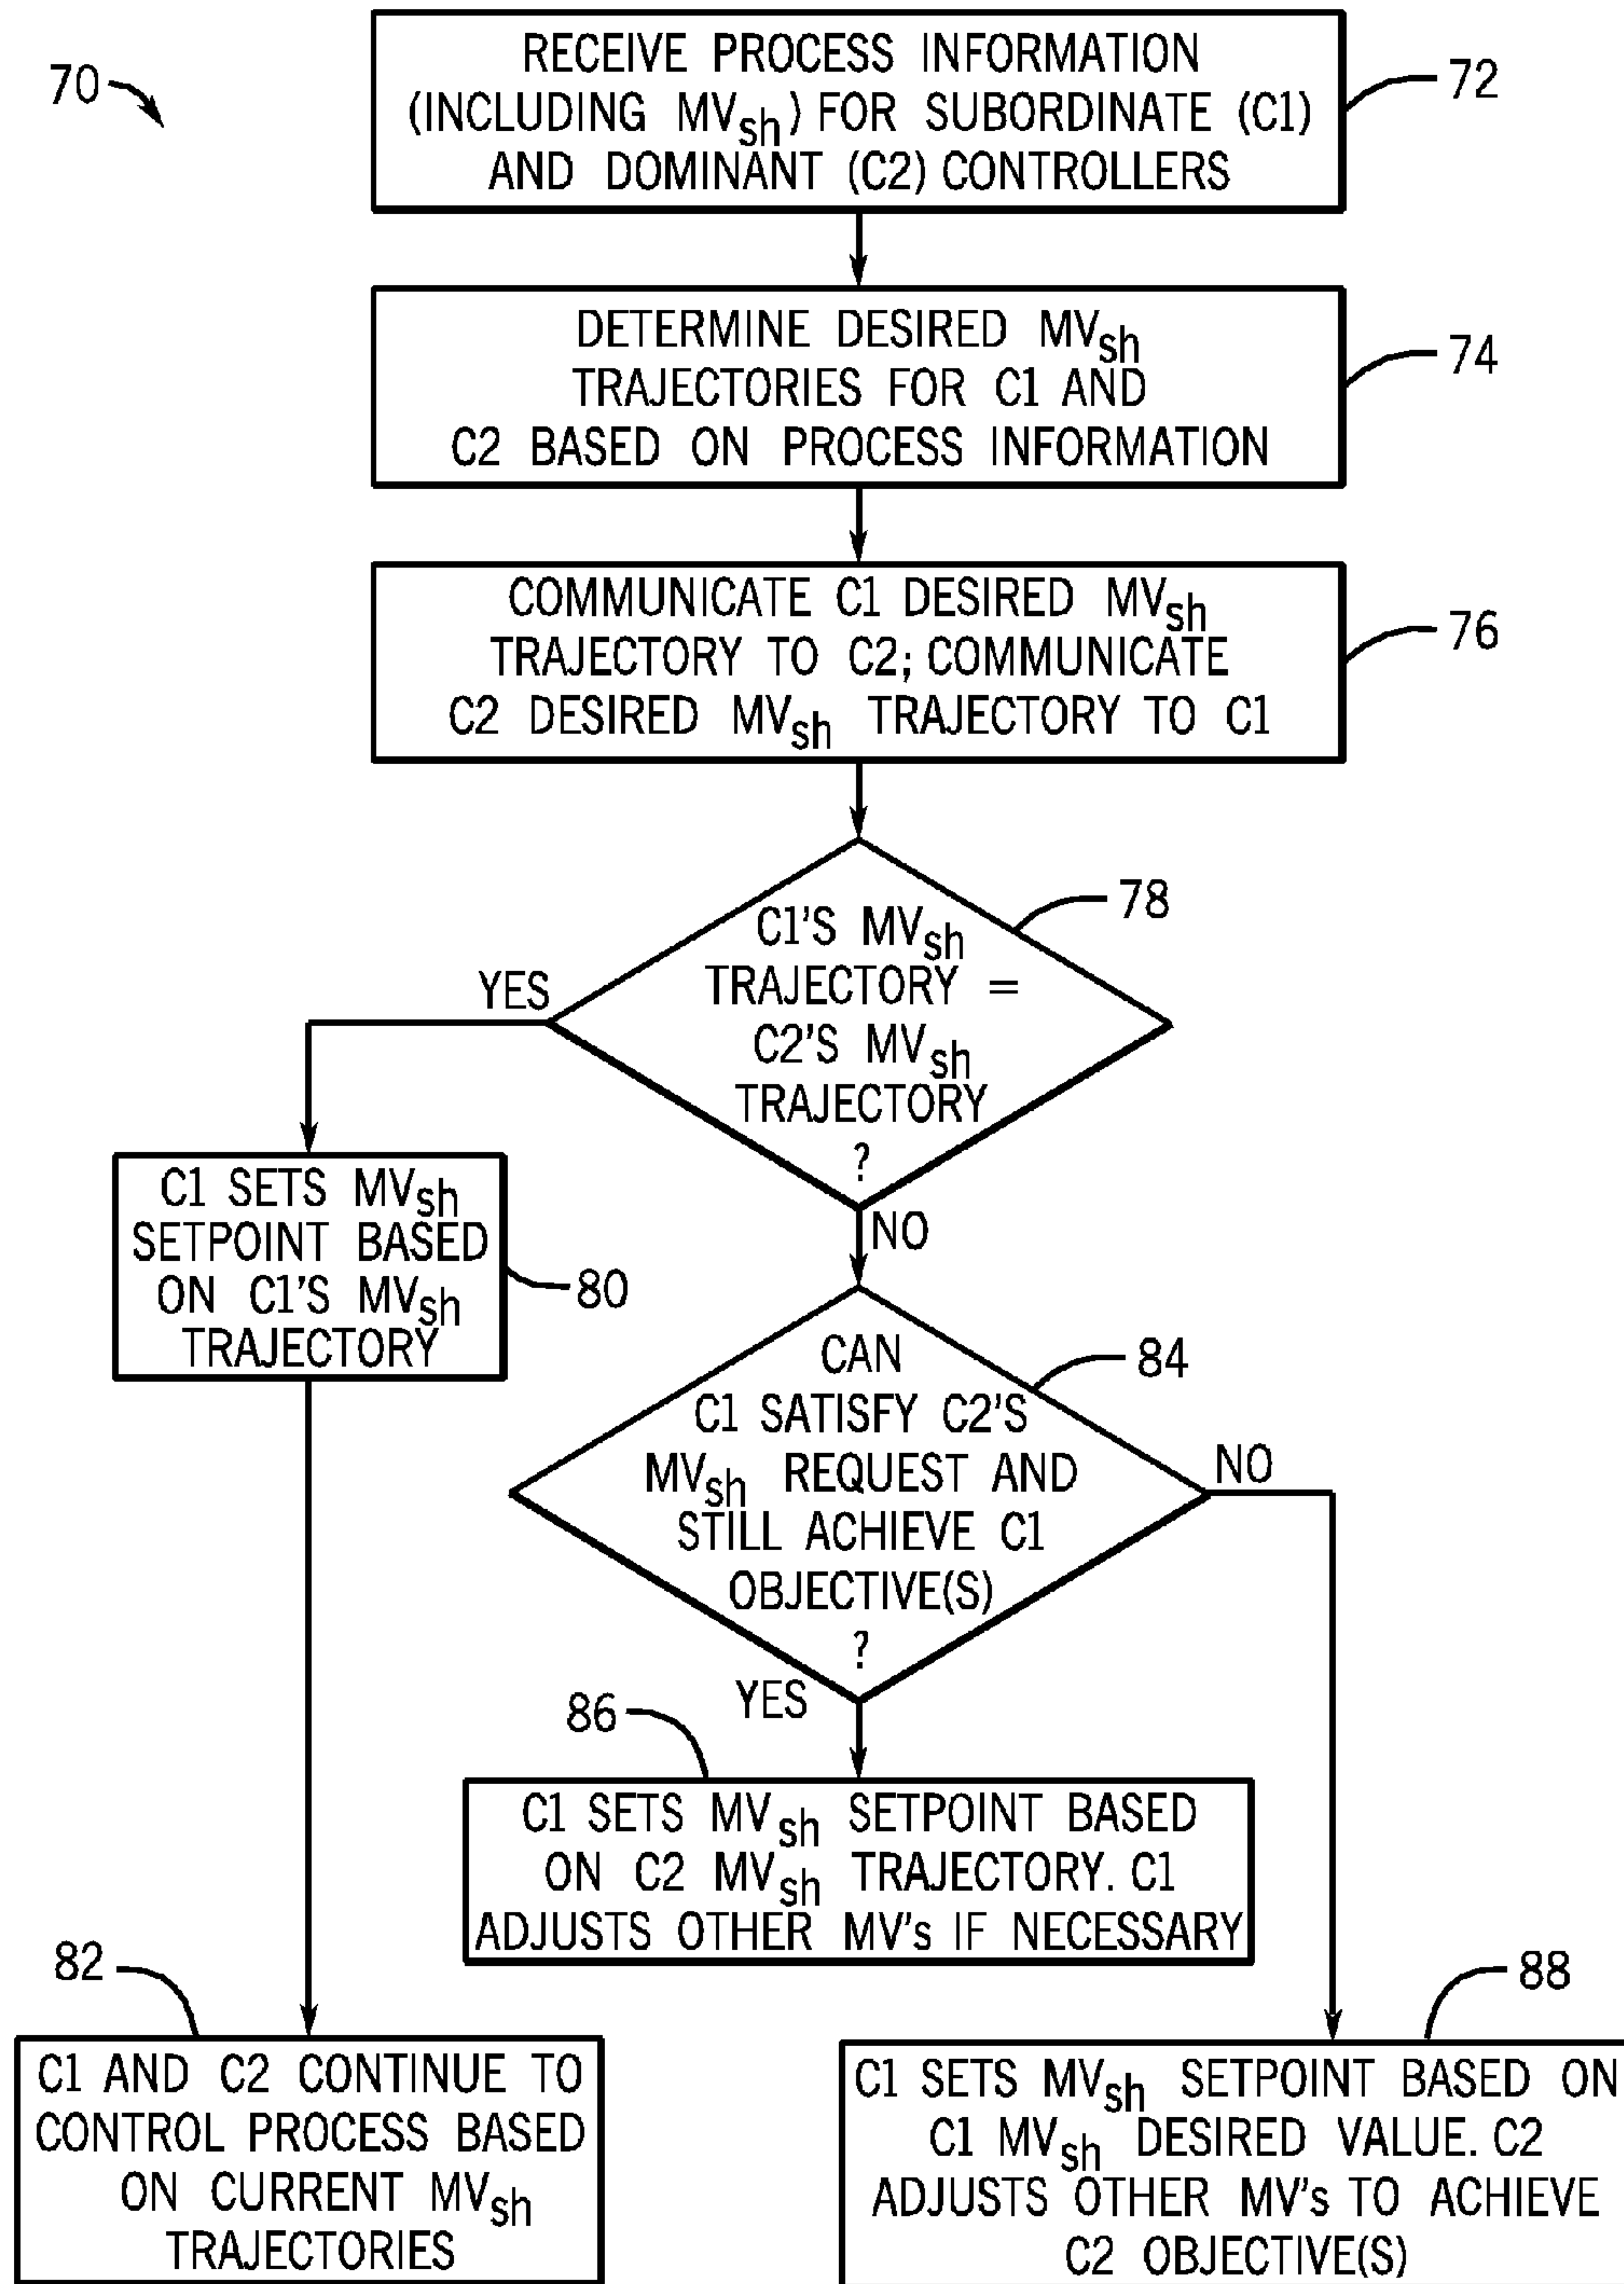 70
RECEIVE PROCESS INFORMATION
(INCLUDING MVsh) FOR SUBORDINATE (C1)
AND DOMINANT (C2) CONTROLLERS
72
DETERMINE DESIRED MVsh
TRAJECTORIES FOR C1 AND
C2 BASED ON PROCESS INFORMATION
74
COMMUNICATE C1 DESIRED MVsh
TRAJECTORY TO C2; COMMUNICATE
C2 DESIRED MVsh TRAJECTORY TO C1
76
C1'S MVsh
TRAJECTORY =
C2'S MVsh
TRAJECTORY
?
78
YES
NO
C1 SETS MVsh
SETPOINT BASED
ON C1'S MVsh
TRAJECTORY
80
CAN
C1 SATISFY C2'S
MVsh REQUEST AND
STILL ACHIEVE C1
OBJECTIVE(S)
?
84
NO
YES
86
C1 SETS MVsh SETPOINT BASED
ON C2 MVsh TRAJECTORY. C1
ADJUSTS OTHER MV's IF NECESSARY
82
C1 AND C2 CONTINUE TO
CONTROL PROCESS BASED
ON CURRENT MVsh
TRAJECTORIES
88
C1 SETS MVsh SETPOINT BASED ON
C1 MVsh DESIRED VALUE. C2
ADJUSTS OTHER MV's TO ACHIEVE
C2 OBJECTIVE(S)